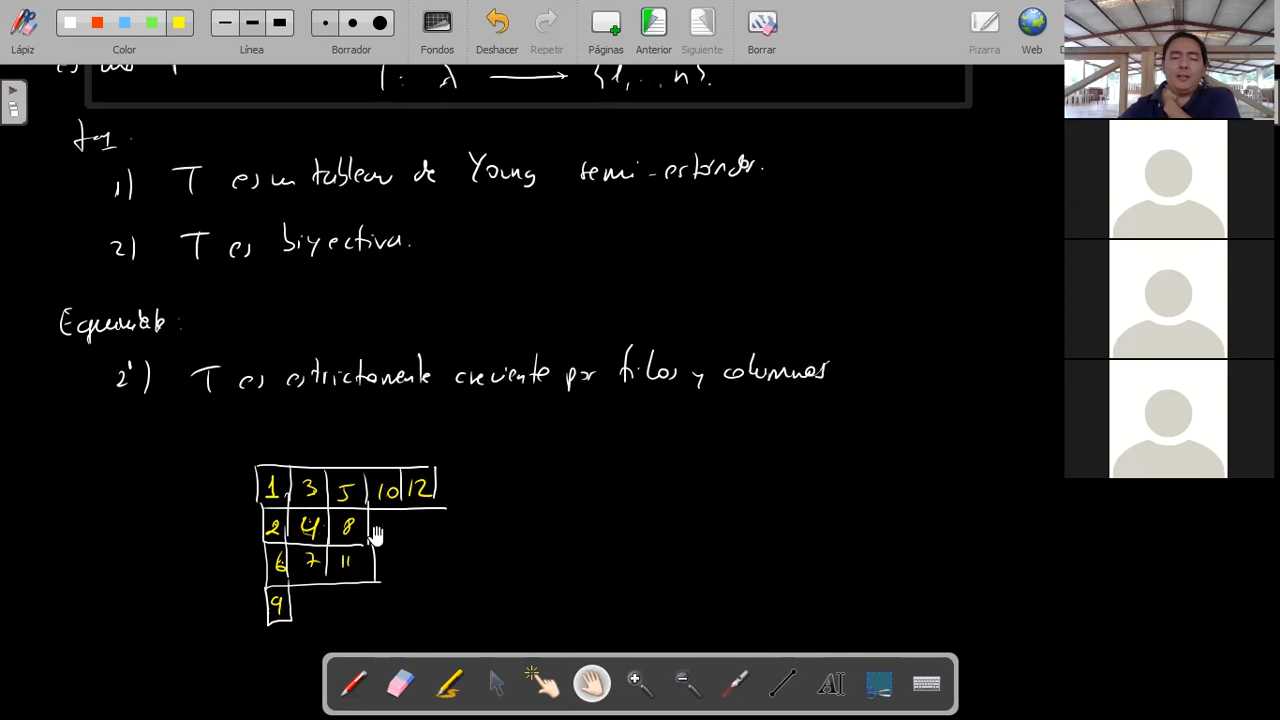 Lápiz Color Línea Borrador Fondos Deshacer Repetir Páginas Anterior Siguiente Borrar Pizarra Web
T : λ ⟶ {1,...,n}.
1) T es un tableau de Young semi-estándar.
2) T es biyectiva.
2') T es estrictamente creciente por filas y columnas
1 3 5 10 12
2 4 8
6 7 11
9
AI